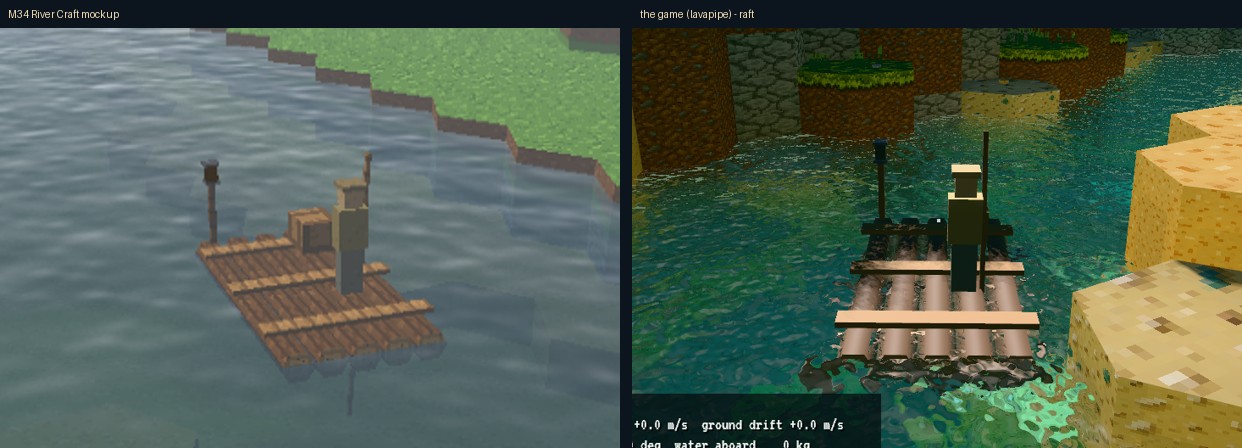 M34 River Craft mockup
the game (lavapipe) - raft
+0.0 m/s  ground drift +0.0 m/s
deg  water aboard    0 kg